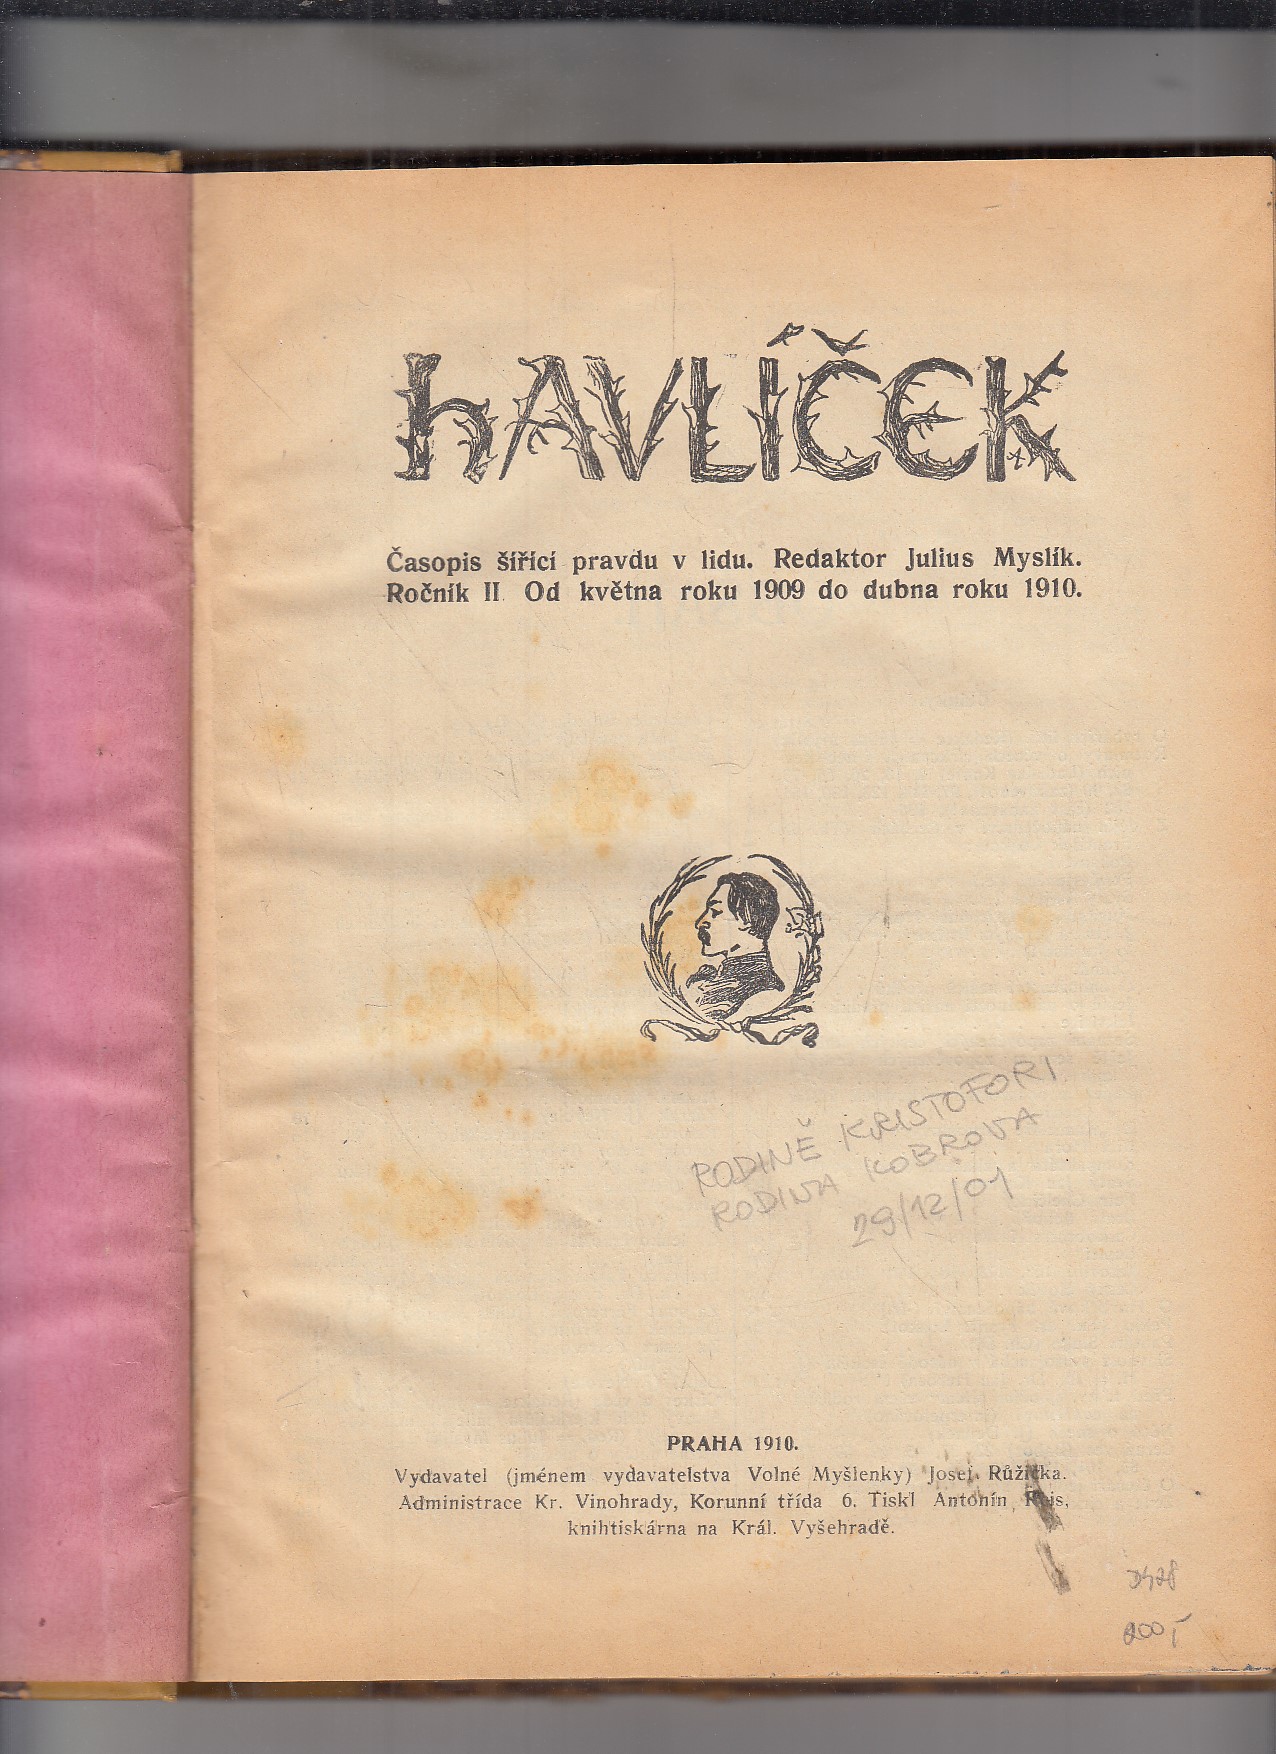 HAVLÍČEK
Časopis šířící pravdu v lidu. Redaktor Julius Myslík.
Ročník II. Od května roku 1909 do dubna roku 1910.
RODINĚ KRISTOFORI
RODINA KOBROVA
29/12/01
PRAHA 1910.
Vydavatel (jménem vydavatelstva Volné Myšlenky) Josef Růžička.
Administrace Kr. Vinohrady, Korunní třída 6. Tiskl Antonín
knihtiskárna na Král. Vyšehradě.